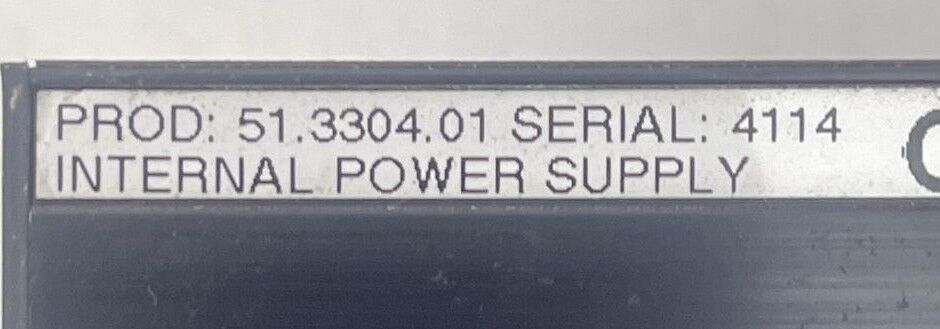 PROD: 51.3304.01 SERIAL: 4114
INTERNAL POWER SUPPLY